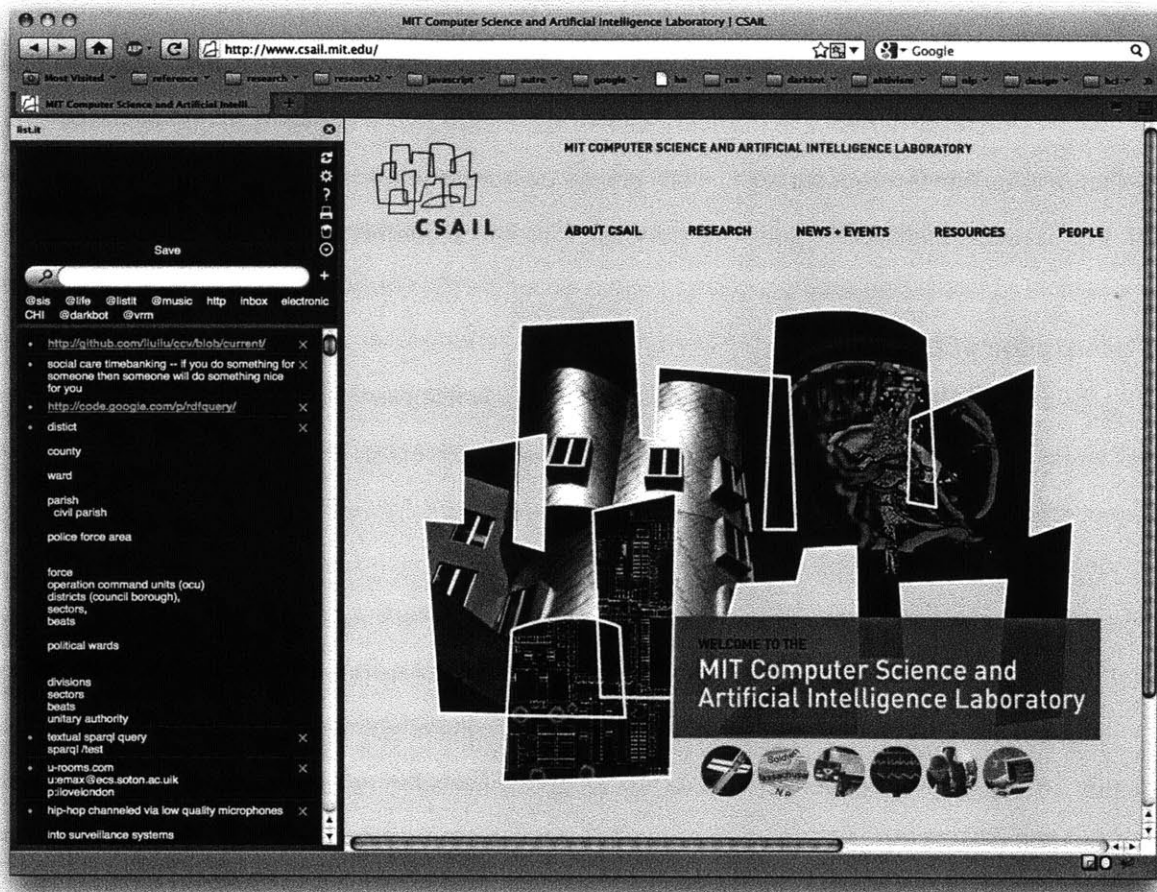 MIT Computer Science and Artificial Intelligence Laboratory | CSAIL
ABP
http://www.csail.mit.edu/
Google
Most Visited reference research research2 javascript autre google hn rss darkbot aktivism nlp design hci
MIT Computer Science and Artificial Intelli...
list.it
Save
@sis @life @listit @music http inbox electronic
CHI @darkbot @vrm
http://github.com/liuliu/ccv/blob/current/
social care timebanking -- if you do something for
someone then someone will do something nice
for you
http://code.google.com/p/rdfquery/
distict
county
ward
parish
civil parish
police force area
force
operation command units (ocu)
districts (council borough),
sectors,
beats
political wards
divisions
sectors
beats
unitary authority
textual sparql query
sparql /test
u-rooms.com
u:emax@ecs.soton.ac.uik
p:ilovelondon
hip-hop channeled via low quality microphones
into surveillance systems
MIT COMPUTER SCIENCE AND ARTIFICIAL INTELLIGENCE LABORATORY
CSAIL
ABOUT CSAIL RESEARCH NEWS + EVENTS RESOURCES PEOPLE
WELCOME TO THE
MIT Computer Science and
Artificial Intelligence Laboratory